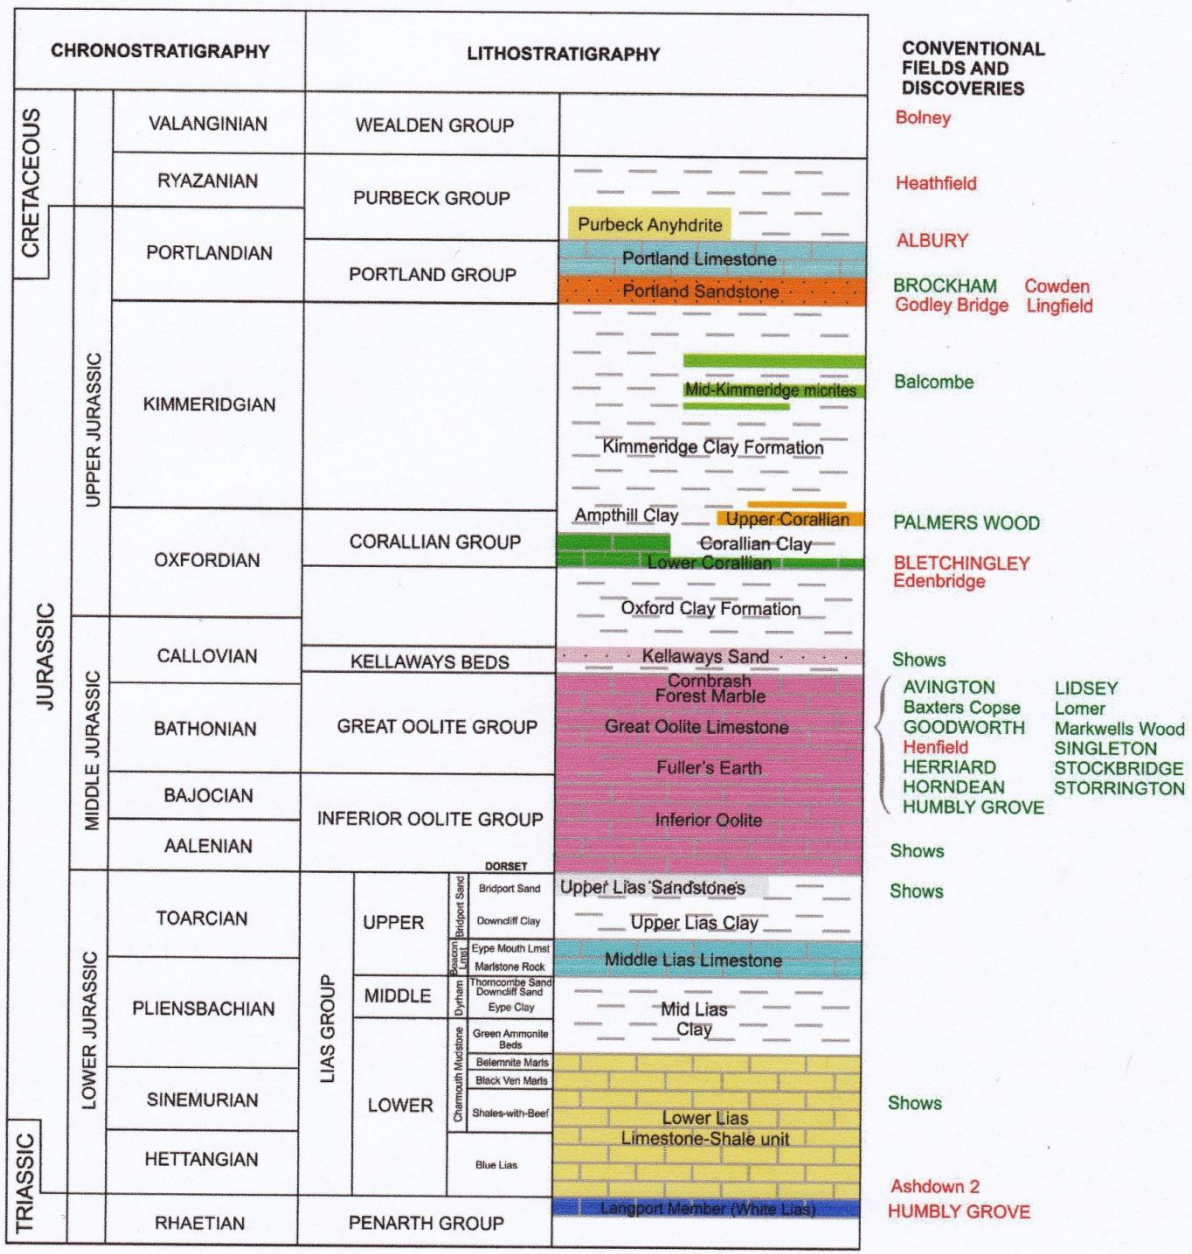 CHRONOSTRATIGRAPHY
LITHOSTRATIGRAPHY
CONVENTIONAL
FIELDS AND
DISCOVERIES
CRETACEOUS
JURASSIC
TRIASSIC
UPPER JURASSIC
MIDDLE JURASSIC
LOWER JURASSIC
VALANGINIAN
RYAZANIAN
PORTLANDIAN
KIMMERIDGIAN
OXFORDIAN
CALLOVIAN
BATHONIAN
BAJOCIAN
AALENIAN
TOARCIAN
PLIENSBACHIAN
SINEMURIAN
HETTANGIAN
RHAETIAN
WEALDEN GROUP
PURBECK GROUP
PORTLAND GROUP
CORALLIAN GROUP
KELLAWAYS BEDS
GREAT OOLITE GROUP
INFERIOR OOLITE GROUP
LIAS GROUP
UPPER
MIDDLE
LOWER
PENARTH GROUP
DORSET
Bridport Sand
Beacon Lmst
Dyrham
Charmouth Mudstone
Bridport Sand
Downcliff Clay
Eype Mouth Lmst
Marlstone Rock
Thorncombe Sand
Downcliff Sand
Eype Clay
Green Ammonite
Beds
Belemnite Marls
Black Ven Marls
Shales-with-Beef
Blue Lias
Purbeck Anyhdrite
Portland Limestone
Portland Sandstone
Mid-Kimmeridge micrites
Kimmeridge Clay Formation
Ampthill Clay
Upper Corallian
Corallian Clay
Lower Corallian
Oxford Clay Formation
Kellaways Sand
Cornbrash
Forest Marble
Great Oolite Limestone
Fuller's Earth
Inferior Oolite
Upper Lias Sandstones
Upper Lias Clay
Middle Lias Limestone
Mid Lias
Clay
Lower Lias
Limestone-Shale unit
Langport Member (White Lias)
Bolney
Heathfield
ALBURY
BROCKHAM Cowden
Godley Bridge Lingfield
Balcombe
PALMERS WOOD
BLETCHINGLEY
Edenbridge
Shows
AVINGTON LIDSEY
Baxters Copse Lomer
GOODWORTH Markwells Wood
Henfield SINGLETON
HERRIARD STOCKBRIDGE
HORNDEAN STORRINGTON
HUMBLY GROVE
Shows
Shows
Shows
Ashdown 2
HUMBLY GROVE